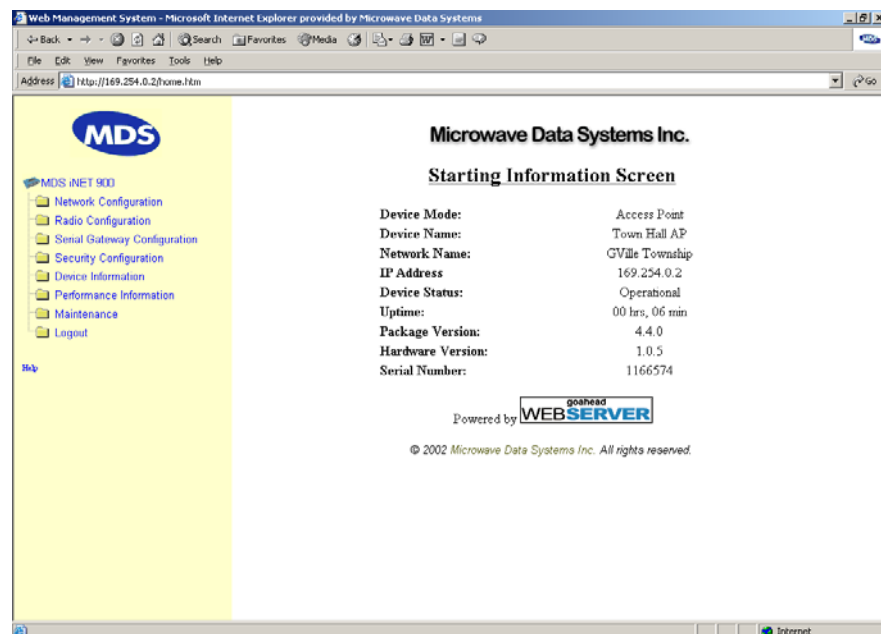 Web Management System - Microsoft Internet Explorer provided by Microwave Data Systems
Back Search Favorites Media
File Edit View Favorites Tools Help
Address http://169.254.0.2/home.htm Go
MDS
MDS iNET 900
Network Configuration
Radio Configuration
Serial Gateway Configuration
Security Configuration
Device Information
Performance Information
Maintenance
Logout
Help
Microwave Data Systems Inc.
Starting Information Screen
Device Mode: Access Point
Device Name: Town Hall AP
Network Name: GVille Township
IP Address 169.254.0.2
Device Status: Operational
Uptime: 00 hrs, 06 min
Package Version: 4.4.0
Hardware Version: 1.0.5
Serial Number: 1166574
Powered by goahead WEBSERVER
© 2002 Microwave Data Systems Inc. All rights reserved.
Internet